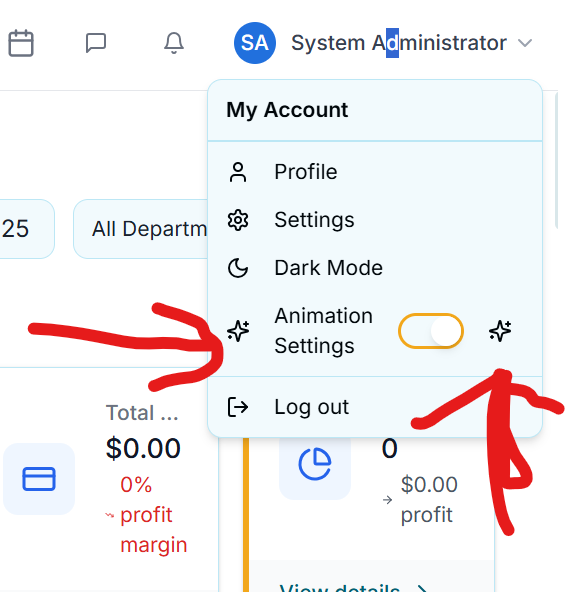 SA System Administrator
My Account
Profile
25
All Departm
Settings
Dark Mode
Animation
Settings
Log out
Total ...
$0.00
0%
profit
margin
0
$0.00
profit
View details